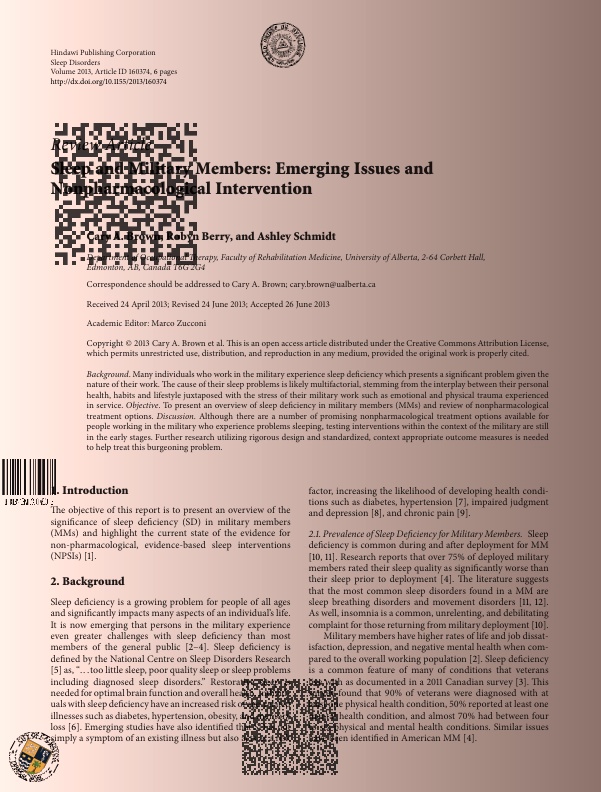 Hindawi Publishing Corporation
Sleep Disorders
Volume 2013, Article ID 160374, 6 pages
http://dx.doi.org/10.1155/2013/160374
Review Article
Sleep and Military Members: Emerging Issues and
Nonpharmacological Intervention
Cary A. Brown, Robyn Berry, and Ashley Schmidt
Department of Occupational Therapy, Faculty of Rehabilitation Medicine, University of Alberta, 2-64 Corbett Hall,
Edmonton, AB, Canada T6G 2G4
Correspondence should be addressed to Cary A. Brown; cary.brown@ualberta.ca
Received 24 April 2013; Revised 24 June 2013; Accepted 26 June 2013
Academic Editor: Marco Zucconi
Copyright © 2013 Cary A. Brown et al. This is an open access article distributed under the Creative Commons Attribution License,
which permits unrestricted use, distribution, and reproduction in any medium, provided the original work is properly cited.
Background. Many individuals who work in the military experience sleep deficiency which presents a significant problem given the
nature of their work. The cause of their sleep problems is likely multifactorial, stemming from the interplay between their personal
health, habits and lifestyle juxtaposed with the stress of their military work such as emotional and physical trauma experienced
in service. Objective. To present an overview of sleep deficiency in military members (MMs) and review of nonpharmacological
treatment options. Discussion. Although there are a number of promising nonpharmacological treatment options available for
people working in the military who experience problems sleeping, testing interventions within the context of the military are still
in the early stages. Further research utilizing rigorous design and standardized, context appropriate outcome measures is needed
to help treat this burgeoning problem.
1. Introduction
The objective of this report is to present an overview of the
significance of sleep deficiency (SD) in military members
(MMs) and highlight the current state of the evidence for
non-pharmacological, evidence-based sleep interventions
(NPSIs) [1].
2. Background
Sleep deficiency is a growing problem for people of all ages
and significantly impacts many aspects of an individual's life.
It is now emerging that persons in the military experience
even greater challenges with sleep deficiency than most
members of the general public [2–4]. Sleep deficiency is
defined by the National Centre on Sleep Disorders Research
[5] as, "... too little sleep, poor quality sleep or sleep problems
including diagnosed sleep disorders."
needed for optimal brain function and overall
uals with sleep deficiency have an increased risk
illnesses such as diabetes, hypertension, obesity,
loss [6]. Emerging studies have also identified
simply a symptom of an existing illness but also
factor, increasing the likelihood of developing health condi-
tions such as diabetes, hypertension [7], impaired judgment
and depression [8], and chronic pain [9].
2.1. Prevalence of Sleep Deficiency for Military Members. Sleep
deficiency is common during and after deployment for MM
[10, 11]. Research reports that over 75% of deployed military
members rated their sleep quality as significantly worse than
their sleep prior to deployment [4]. The literature suggests
that the most common sleep disorders found in a MM are
sleep breathing disorders and movement disorders [11, 12].
As well, insomnia is a common, unrelenting, and debilitating
complaint for those returning from military deployment [10].
Military members have higher rates of life and job dissat-
isfaction, depression, and negative mental health when com-
pared to the overall working population [2]. Sleep deficiency
is a common feature of many of conditions that veterans
as documented in a 2011 Canadian survey [3]. This
found that 90% of veterans were diagnosed with at
physical health condition, 50% reported at least one
health condition, and almost 70% had between four
physical and mental health conditions. Similar issues
identified in American MM [4].